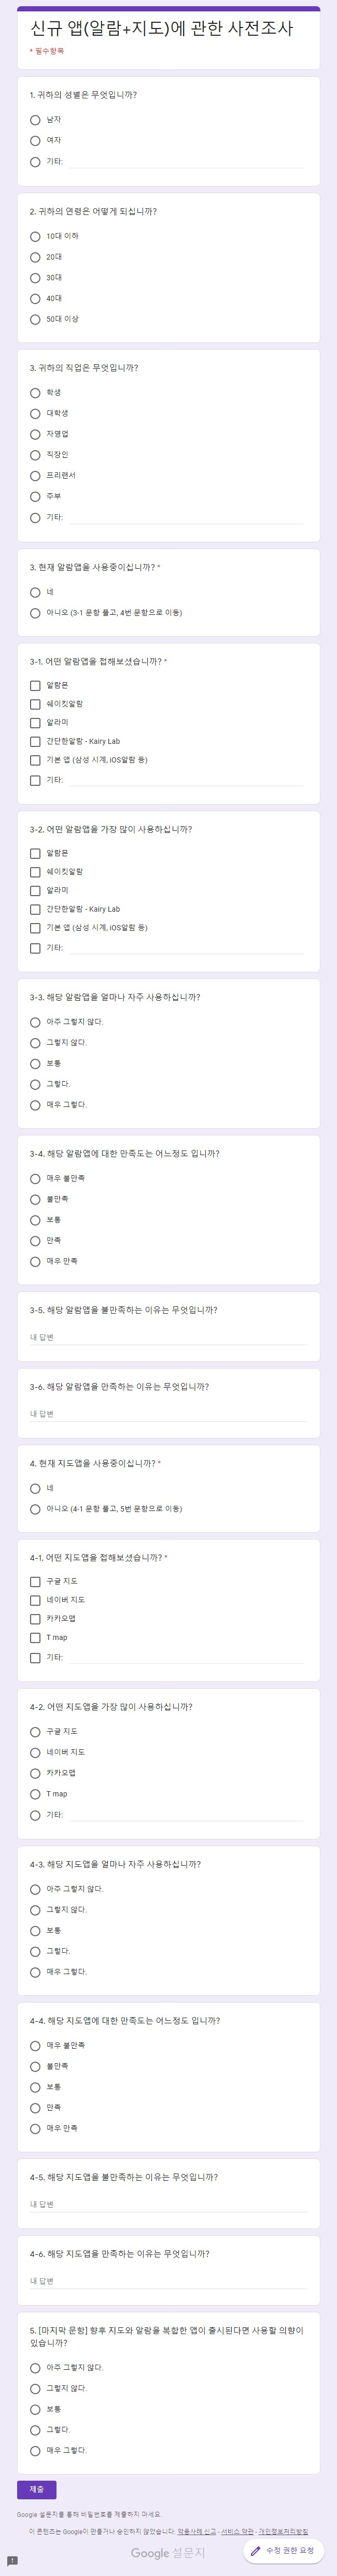 신규 앱(알람+지도)에 관한 사전조사
* 필수항목
1. 귀하의 성별은 무엇입니까?
남자
여자
기타:
2. 귀하의 연령은 어떻게 되십니까?
10대 이하
20대
30대
40대
50대 이상
3. 귀하의 직업은 무엇입니까?
학생
대학생
자영업
직장인
프리랜서
주부
기타:
3. 현재 알람앱을 사용중이십니까? *
네
아니오 (3-1 문항 풀고, 4번 문항으로 이동)
3-1. 어떤 알람앱을 접해보셨습니까? *
알람몬
쉐이킷알람
알라미
간단한알람 - Kairy Lab
기본 앱 (삼성 시계, iOS알람 등)
기타:
3-2. 어떤 알람앱을 가장 많이 사용하십니까?
알람몬
쉐이킷알람
알라미
간단한알람 - Kairy Lab
기본 앱 (삼성 시계, iOS알람 등)
기타:
3-3. 해당 알람앱을 얼마나 자주 사용하십니까?
아주 그렇지 않다.
그렇지 않다.
보통
그렇다.
매우 그렇다.
3-4. 해당 알람앱에 대한 만족도는 어느정도 입니까?
매우 불만족
불만족
보통
만족
매우 만족
3-5. 해당 알람앱을 불만족하는 이유는 무엇입니까?
내 답변
3-6. 해당 알람앱을 만족하는 이유는 무엇입니까?
내 답변
4. 현재 지도앱을 사용중이십니까? *
네
아니오 (4-1 문항 풀고, 5번 문항으로 이동)
4-1. 어떤 지도앱을 접해보셨습니까? *
구글 지도
네이버 지도
카카오맵
T map
기타:
4-2. 어떤 지도앱을 가장 많이 사용하십니까?
구글 지도
네이버 지도
카카오맵
T map
기타:
4-3. 해당 지도앱을 얼마나 자주 사용하십니까?
아주 그렇지 않다.
그렇지 않다.
보통
그렇다.
매우 그렇다.
4-4. 해당 지도앱에 대한 만족도는 어느정도 입니까?
매우 불만족
불만족
보통
만족
매우 만족
4-5. 해당 지도앱을 불만족하는 이유는 무엇입니까?
내 답변
4-6. 해당 지도앱을 만족하는 이유는 무엇입니까?
내 답변
5. [마지막 문항] 향후 지도와 알람을 복합한 앱이 출시된다면 사용할 의향이
있습니까?
아주 그렇지 않다.
그렇지 않다.
보통
그렇다.
매우 그렇다.
제출
Google 설문지를 통해 비밀번호를 제출하지 마세요.
이 콘텐츠는 Google이 만들거나 승인하지 않았습니다. 악용사례 신고 - 서비스 약관 - 개인정보처리방침
Google 설문지
수정 권한 요청